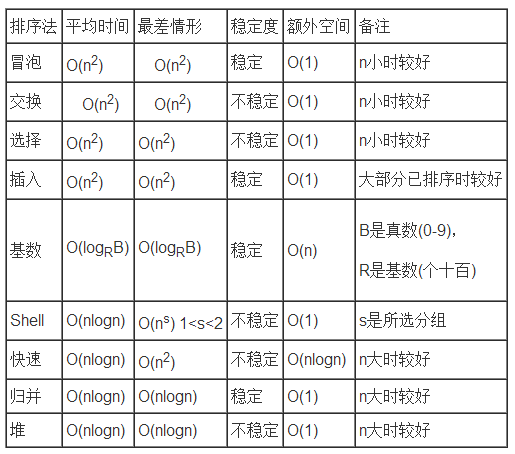 排序法 平均时间 最差情形 稳定度 额外空间 备注
冒泡 O(n2) O(n2) 稳定 O(1) n小时较好
交换 O(n2) O(n2) 不稳定 O(1) n小时较好
选择 O(n2) O(n2) 不稳定 O(1) n小时较好
插入 O(n2) O(n2) 稳定 O(1) 大部分已排序时较好
基数 O(logRB) O(logRB) 稳定 O(n) B是真数(0-9)，
R是基数(个十百)
Shell O(nlogn) O(ns) 1<s<2 不稳定 O(1) s是所选分组
快速 O(nlogn) O(n2) 不稳定 O(nlogn) n大时较好
归并 O(nlogn) O(nlogn) 稳定 O(1) n大时较好
堆 O(nlogn) O(nlogn) 不稳定 O(1) n大时较好